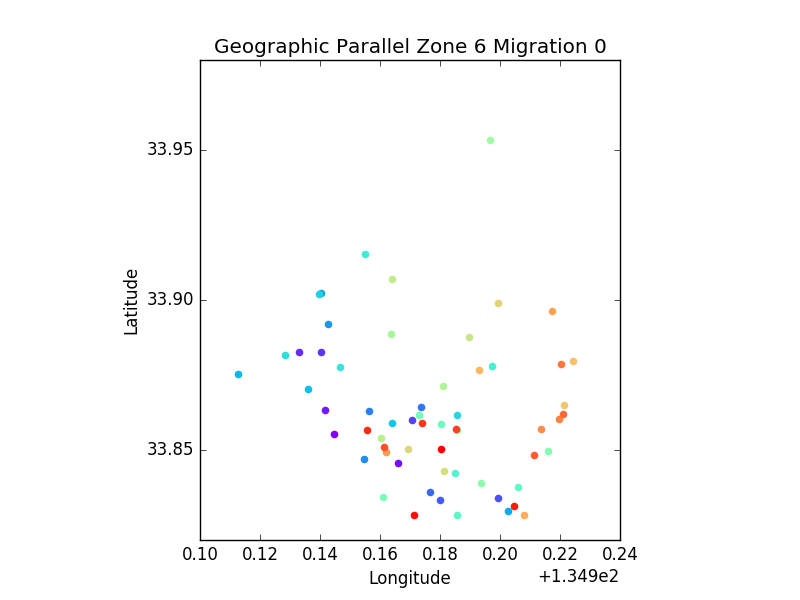 Geographic Parallel Zone 6 Migration 0
33.95
33.90
33.85
Latitude
0.10 0.12 0.14 0.16 0.18 0.20 0.22 0.24
+1.349e2
Longitude